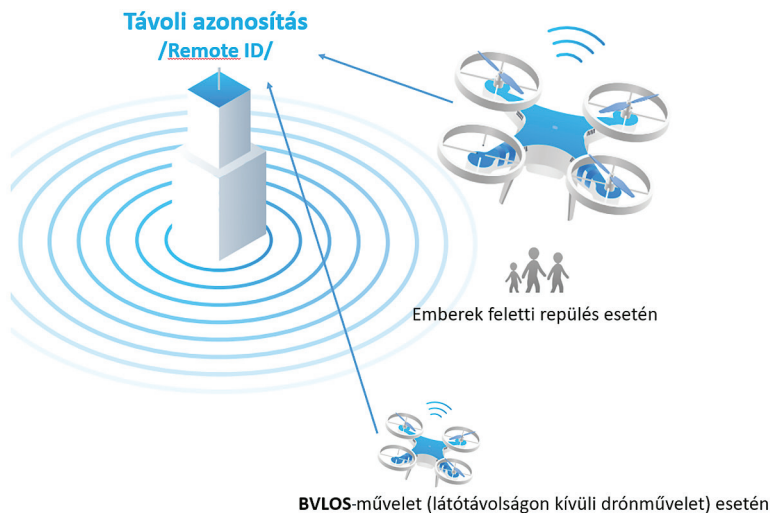 Távoli azonosítás
/Remote ID/
Emberek feletti repülés esetén
BVLOS-művelet (látótávolságon kívüli drónművelet) esetén